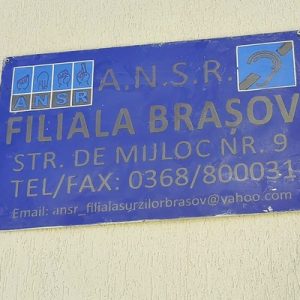 A.N.S.R.
ANSR
FILIALA BRAȘOV
STR. DE MIJLOC NR. 9
TEL/FAX: 0368/800031
Email: ansr_filialasurzilorbrasov@yahoo.com